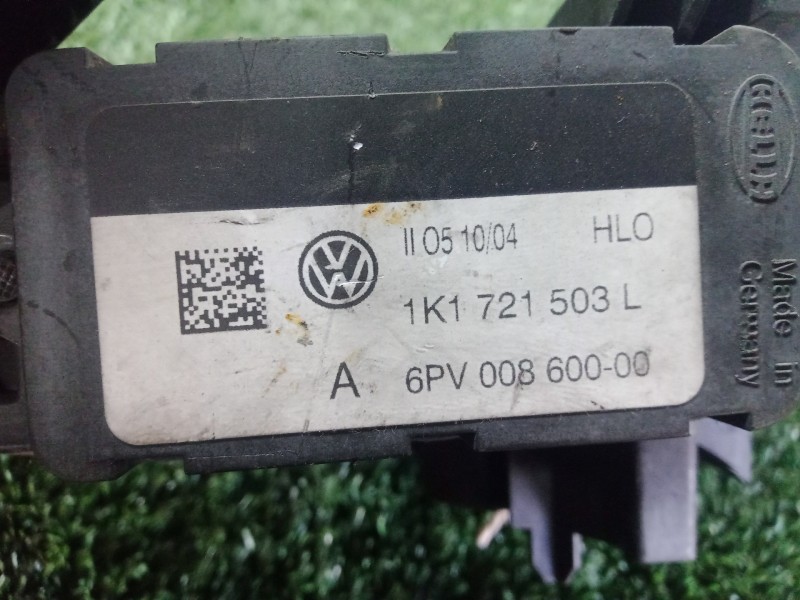 II 05 10/04 HLO
1K1 721 503 L
A 6PV 008 600-00
HELLA
Made in
Germany